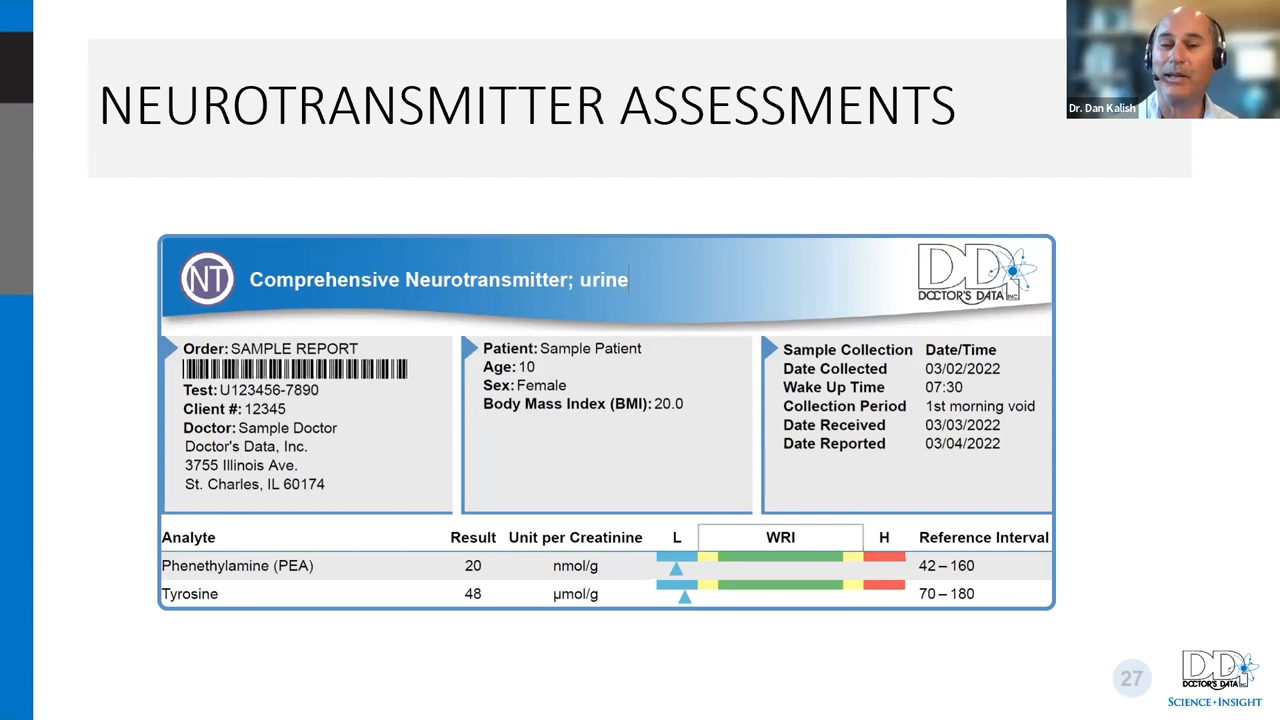 NEUROTRANSMITTER ASSESSMENTS
Dr. Dan Kalish
NT
Comprehensive Neurotransmitter; urine
DDI
DOCTOR'S DATA INC.
Order: SAMPLE REPORT
Test: U123456-7890
Client #: 12345
Doctor: Sample Doctor
Doctor's Data, Inc.
3755 Illinois Ave.
St. Charles, IL 60174
Patient: Sample Patient
Age: 10
Sex: Female
Body Mass Index (BMI): 20.0
Sample Collection Date/Time
Date Collected 03/02/2022
Wake Up Time 07:30
Collection Period 1st morning void
Date Received 03/03/2022
Date Reported 03/04/2022
Analyte Result Unit per Creatinine L WRI H Reference Interval
Phenethylamine (PEA) 20 nmol/g 42 – 160
Tyrosine 48 µmol/g 70 – 180
27
DDI
DOCTOR'S DATA INC.
SCIENCE + INSIGHT